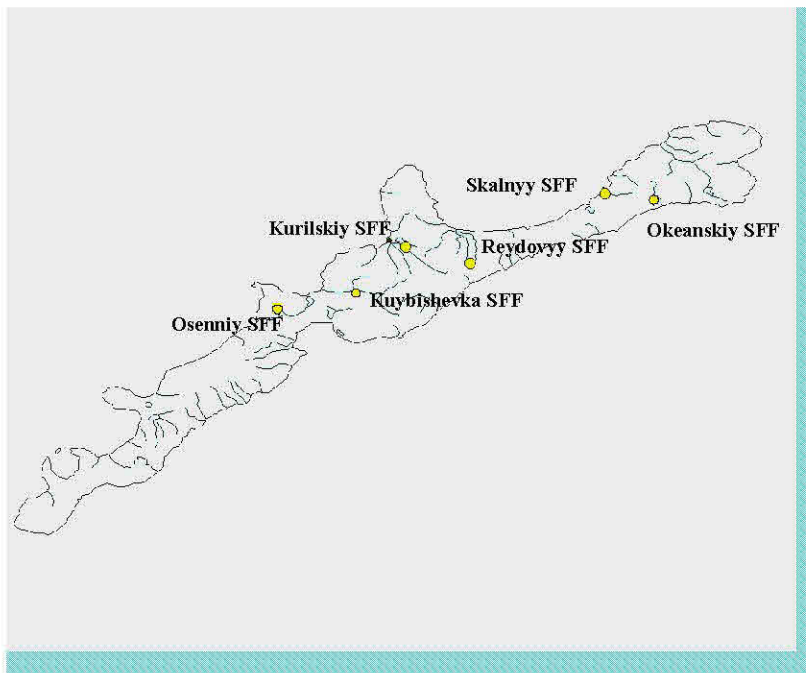 Skalnyy SFF
Kurilskiy SFF
Okeanskiy SFF
Reydovyy SFF
Kuybishevka SFF
Osenniy SFF